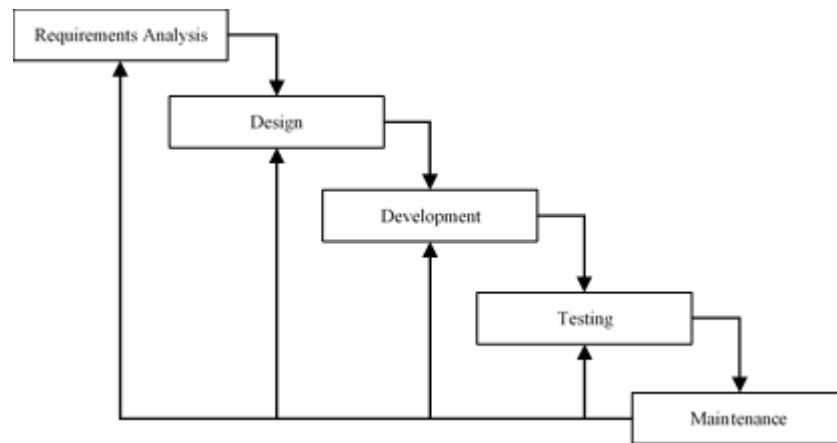 Requirements Analysis
Design
Development
Testing
Maintenance